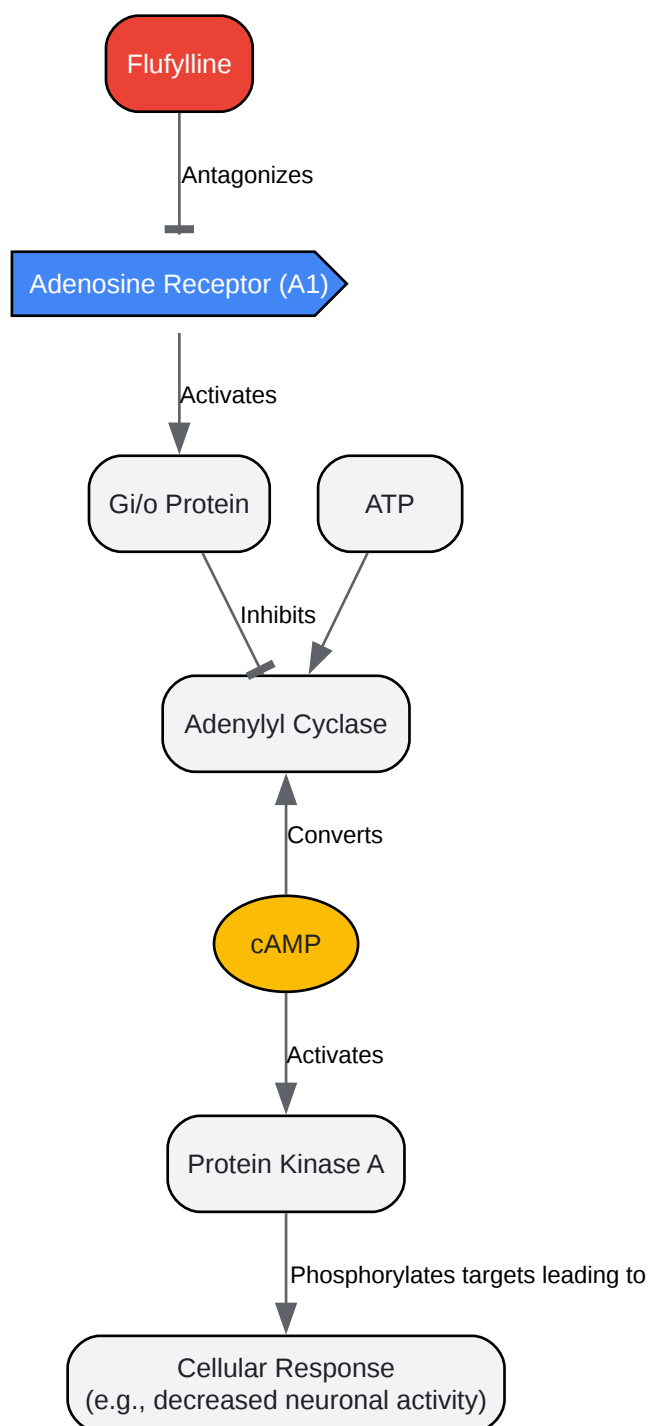 Flufylline
Antagonizes
Adenosine Receptor (A1)
Activates
Gi/o Protein
ATP
Inhibits
Adenylyl Cyclase
Converts
cAMP
Activates
Protein Kinase A
Phosphorylates targets leading to
Cellular Response
(e.g., decreased neuronal activity)